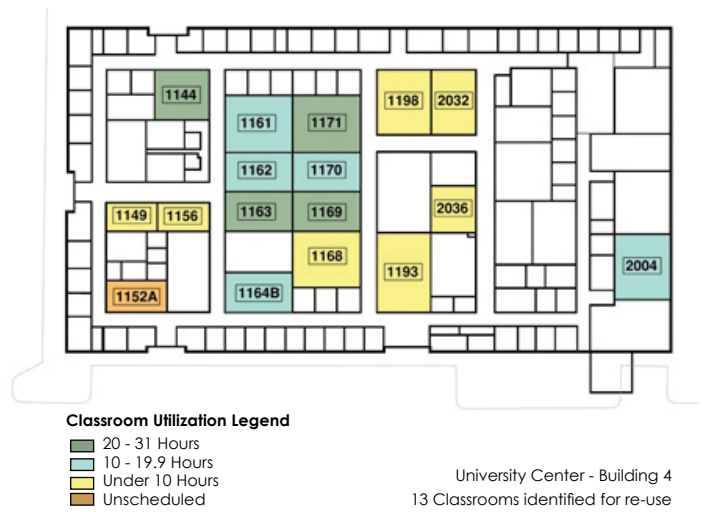 1144
1198
2032
1161
1171
1162
1170
1163
1169
1149
1156
2036
1168
1193
2004
1152A
1164B
Classroom Utilization Legend
20 - 31 Hours
10 - 19.9 Hours
Under 10 Hours
Unscheduled
University Center - Building 4
13 Classrooms identified for re-use